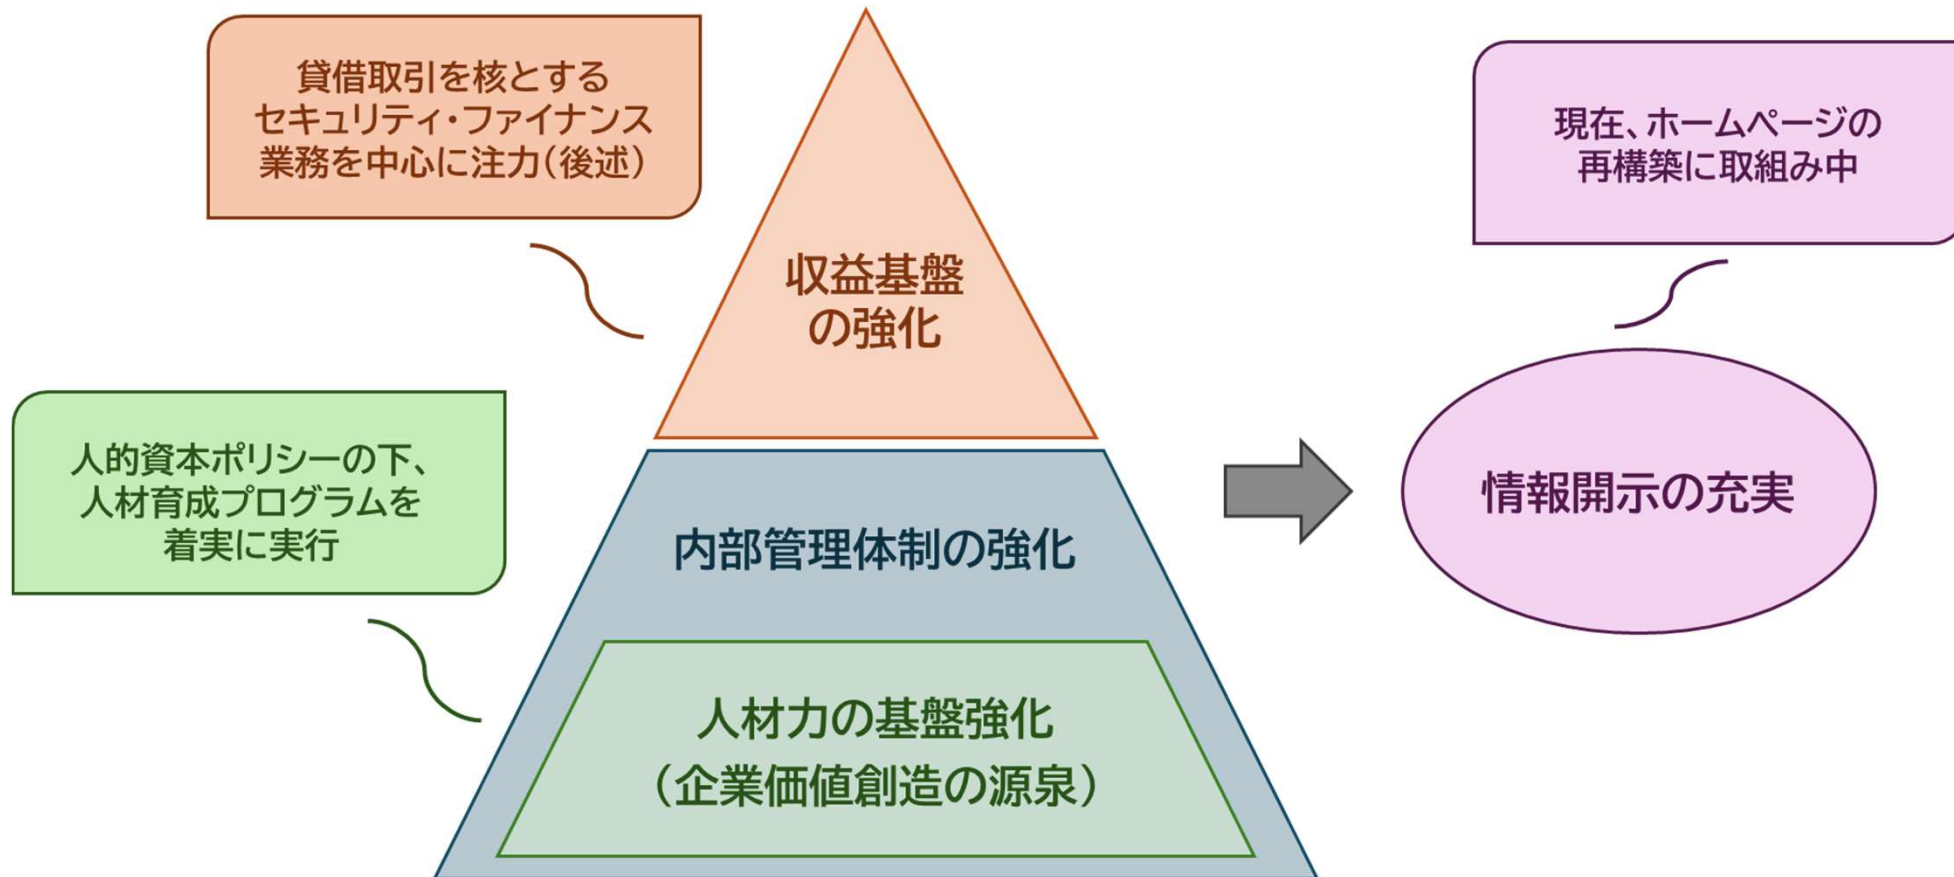 貸借取引を核とする
セキュリティ・ファイナンス
業務を中心に注力（後述）
現在、ホームページの
再構築に取組み中
収益基盤
の強化
人的資本ポリシーの下、
人材育成プログラムを
着実に実行
情報開示の充実
内部管理体制の強化
人材力の基盤強化
（企業価値創造の源泉）